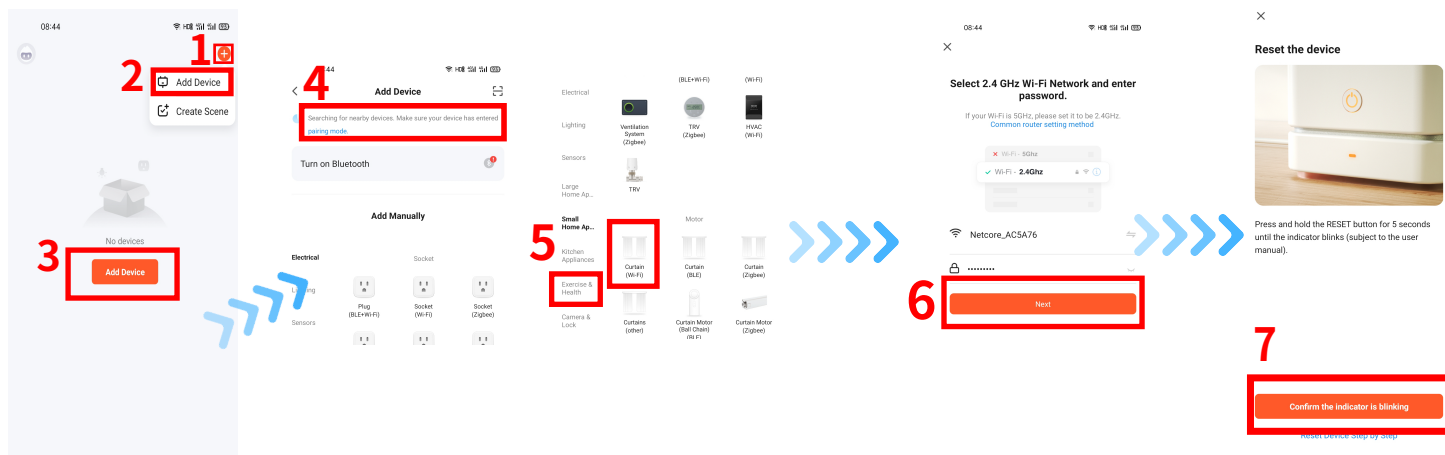 08:44
1
2
Add Device
Create Scene
No devices
3
Add Device
4
44
Add Device
Searching for nearby devices. Make sure your device has entered
pairing mode.
Turn on Bluetooth
Add Manually
Electrical
Socket
Plug
(BLE+Wi-Fi)
Socket
(Wi-Fi)
Socket
(Zigbee)
Sensors
(BLE+Wi-Fi)
(Wi-Fi)
Electrical
Lighting
Sensors
Large
Home Ap...
Small
Home Ap...
Kitchen
Appliances
Exercise &
Health
Camera &
Lock
Ventilation
System
(Zigbee)
TRV
(Zigbee)
HVAC
(Wi-Fi)
TRV
Motor
5
Curtain
(Wi-Fi)
Curtain
(BLE)
Curtain
(Zigbee)
Curtains
(other)
Curtain Motor
(Ball Chain)
(BLE)
Curtain Motor
(Zigbee)
08:44
Select 2.4 GHz Wi-Fi Network and enter
password.
If your Wi-Fi is 5GHz, please set it to be 2.4GHz.
Common router setting method
Wi-Fi - 5Ghz
Wi-Fi - 2.4Ghz
Netcore_AC5A76
6
Next
Reset the device
Press and hold the RESET button for 5 seconds
until the indicator blinks (subject to the user
manual).
7
Confirm the indicator is blinking
Reset Device Step by Step